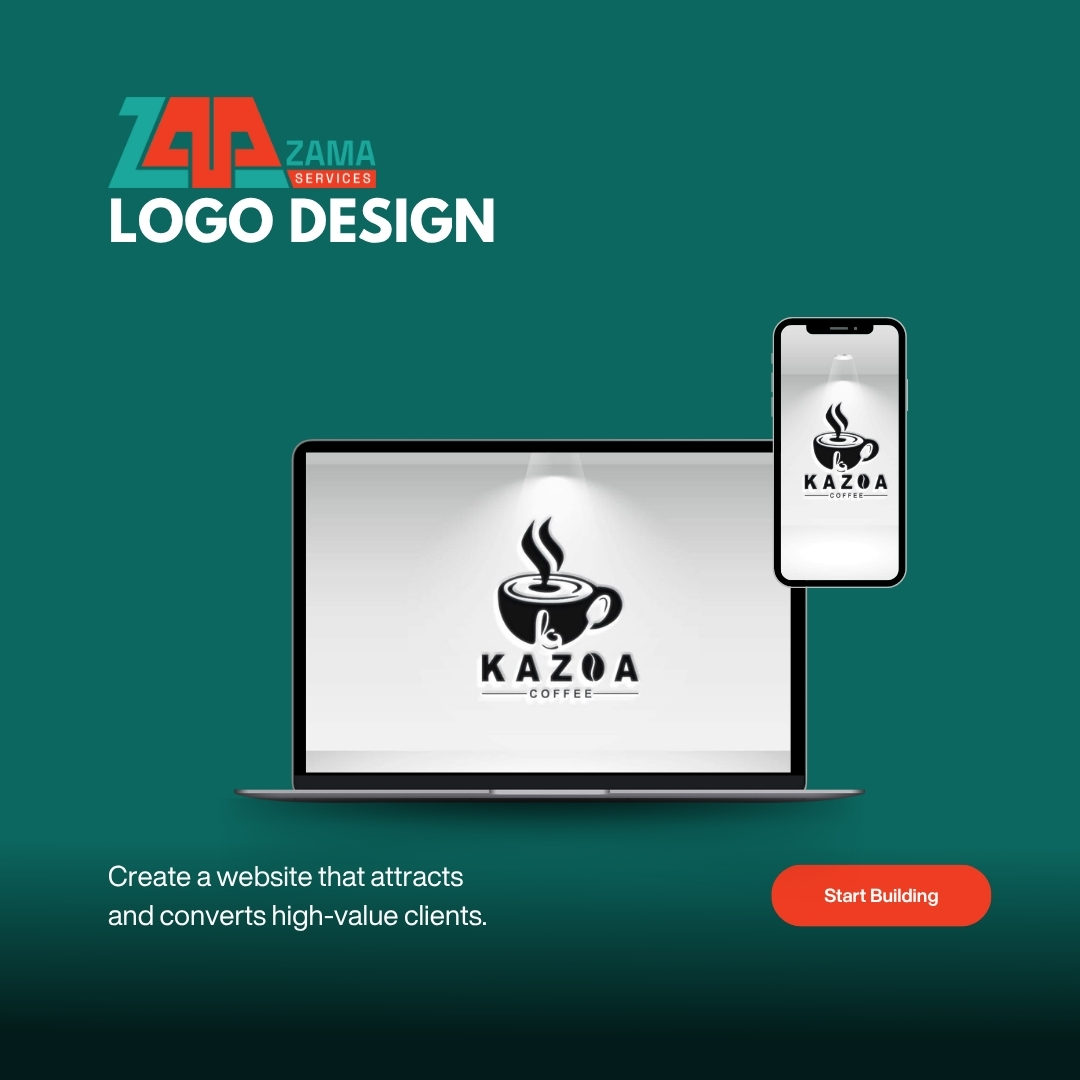 ZAMA
SERVICES
LOGO DESIGN
KAZOA
COFFEE
KAZOA
COFFEE
Create a website that attracts
and converts high-value clients.
Start Building